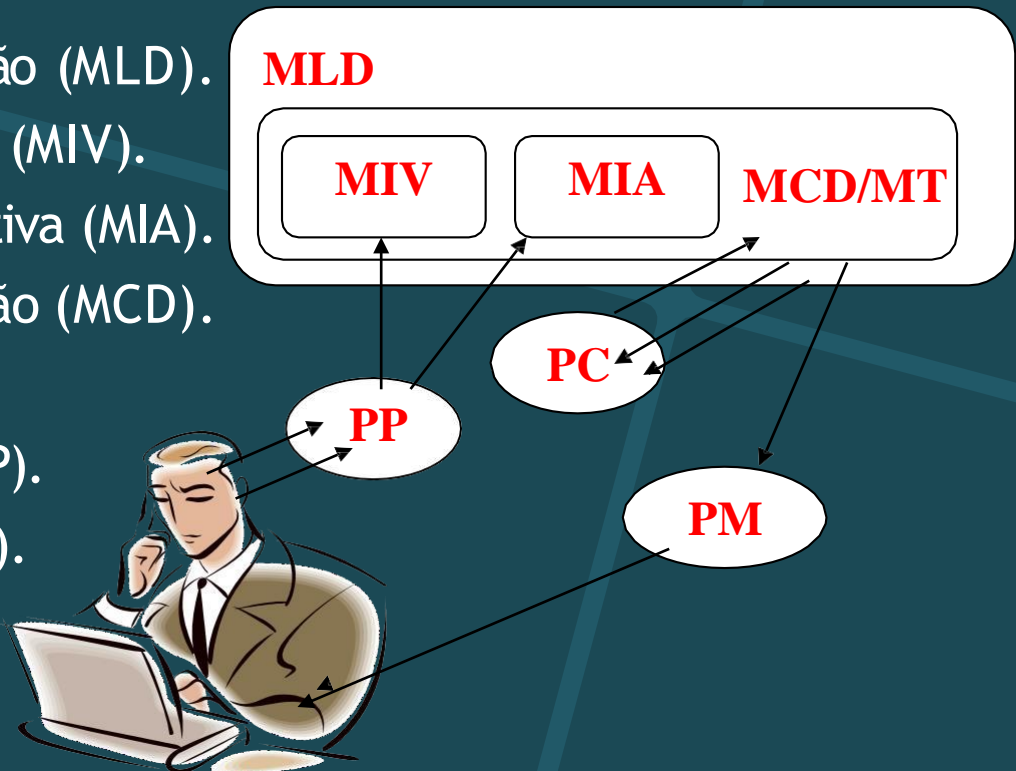 ão (MLD).
(MIV).
tiva (MIA).
ão (MCD).
P).
).
MLD
MIV MIA MCD/MT
PC
PP
PM